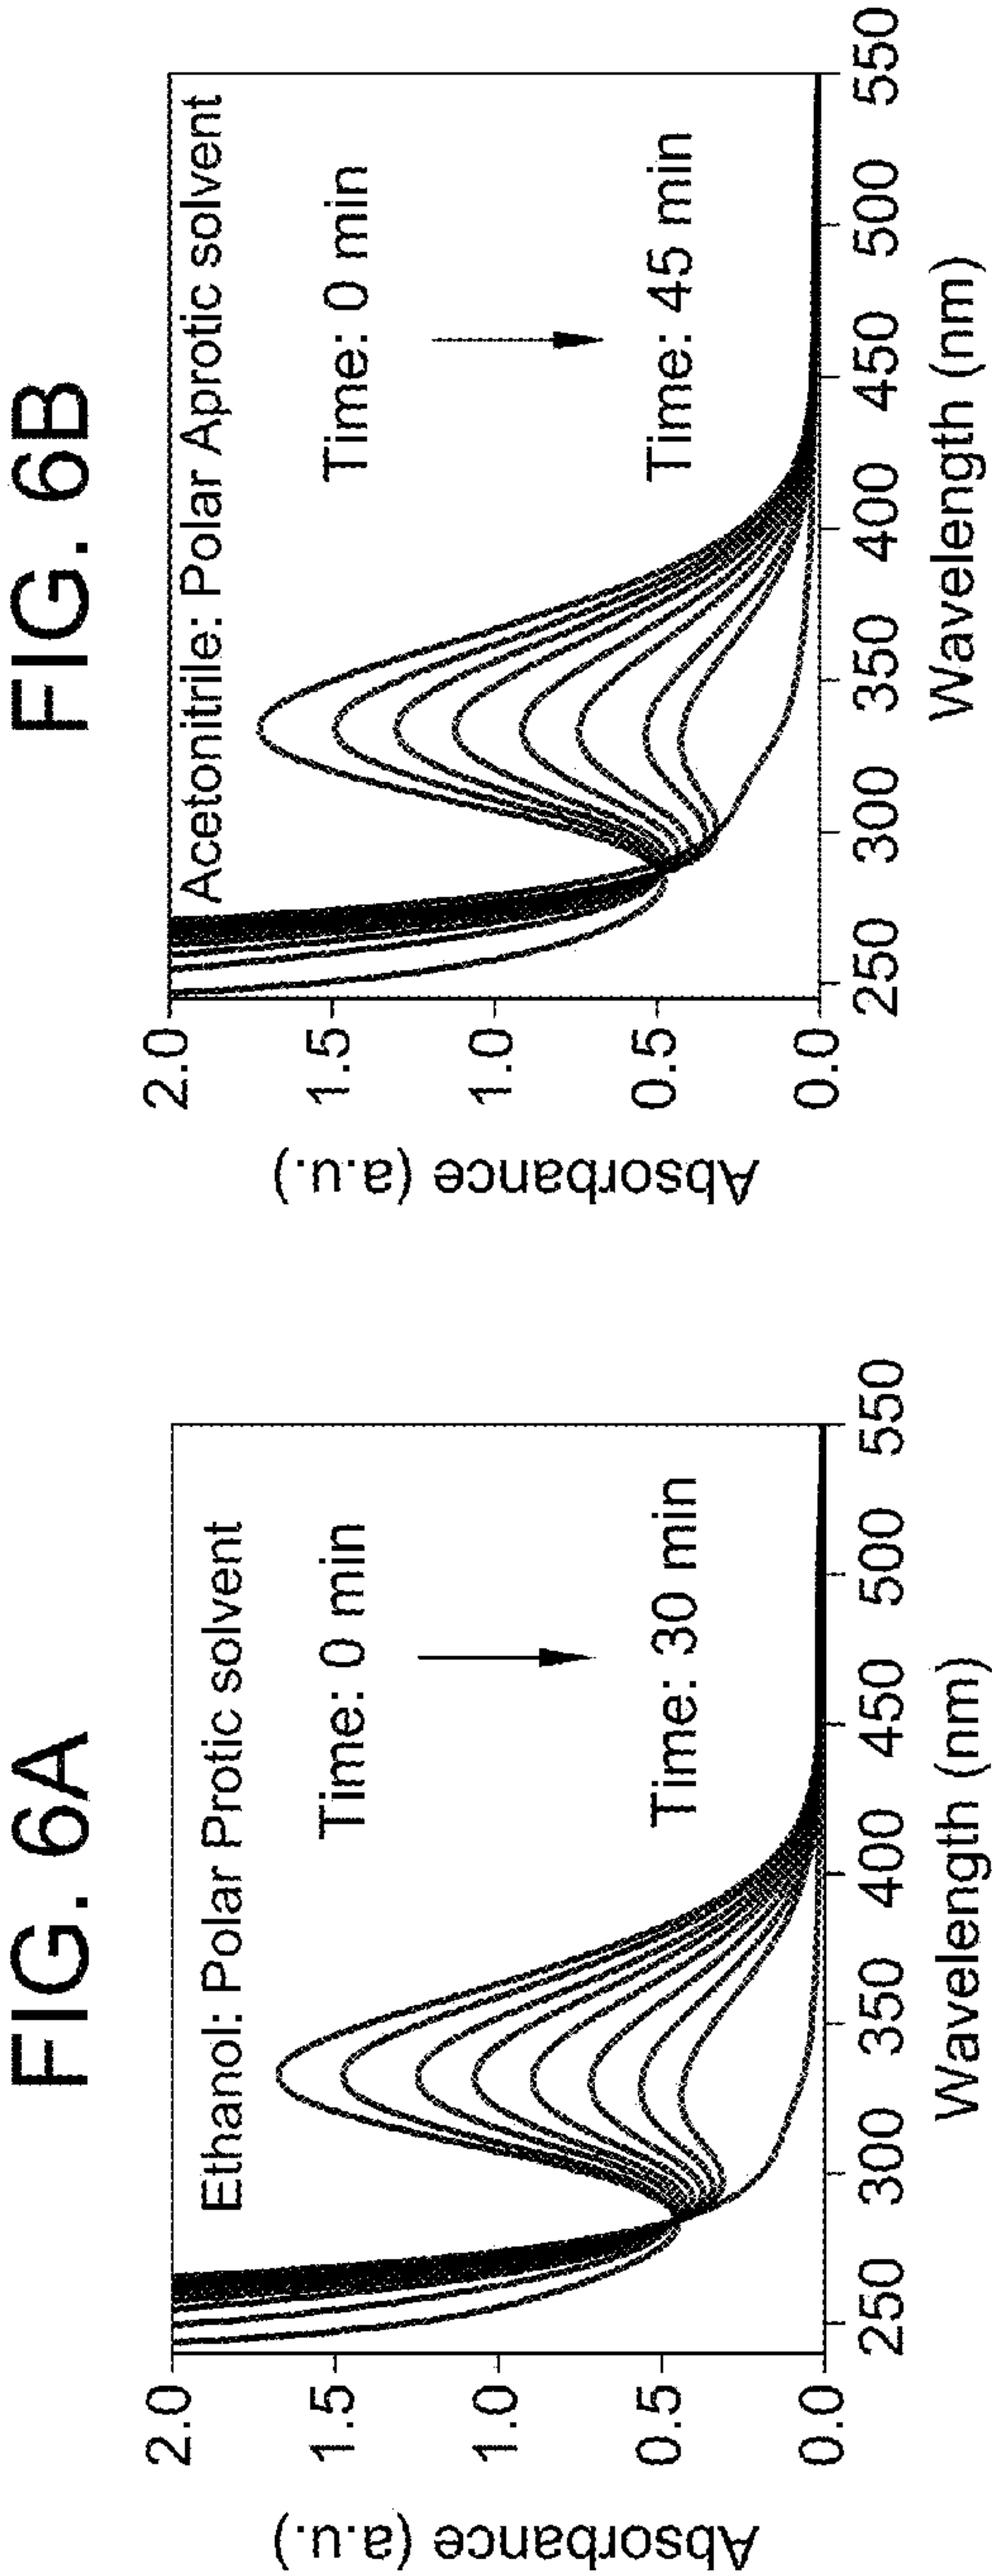 FIG. 6A
Ethanol: Polar Protic solvent
Time: 0 min
Time: 30 min
2.0
1.5
1.0
0.5
0.0
Absorbance (a.u.)
250 300 350 400 450 500 550
Wavelength (nm)
FIG. 6B
Acetonitrile: Polar Aprotic solvent
Time: 0 min
Time: 45 min
2.0
1.5
1.0
0.5
0.0
Absorbance (a.u.)
250 300 350 400 450 500 550
Wavelength (nm)